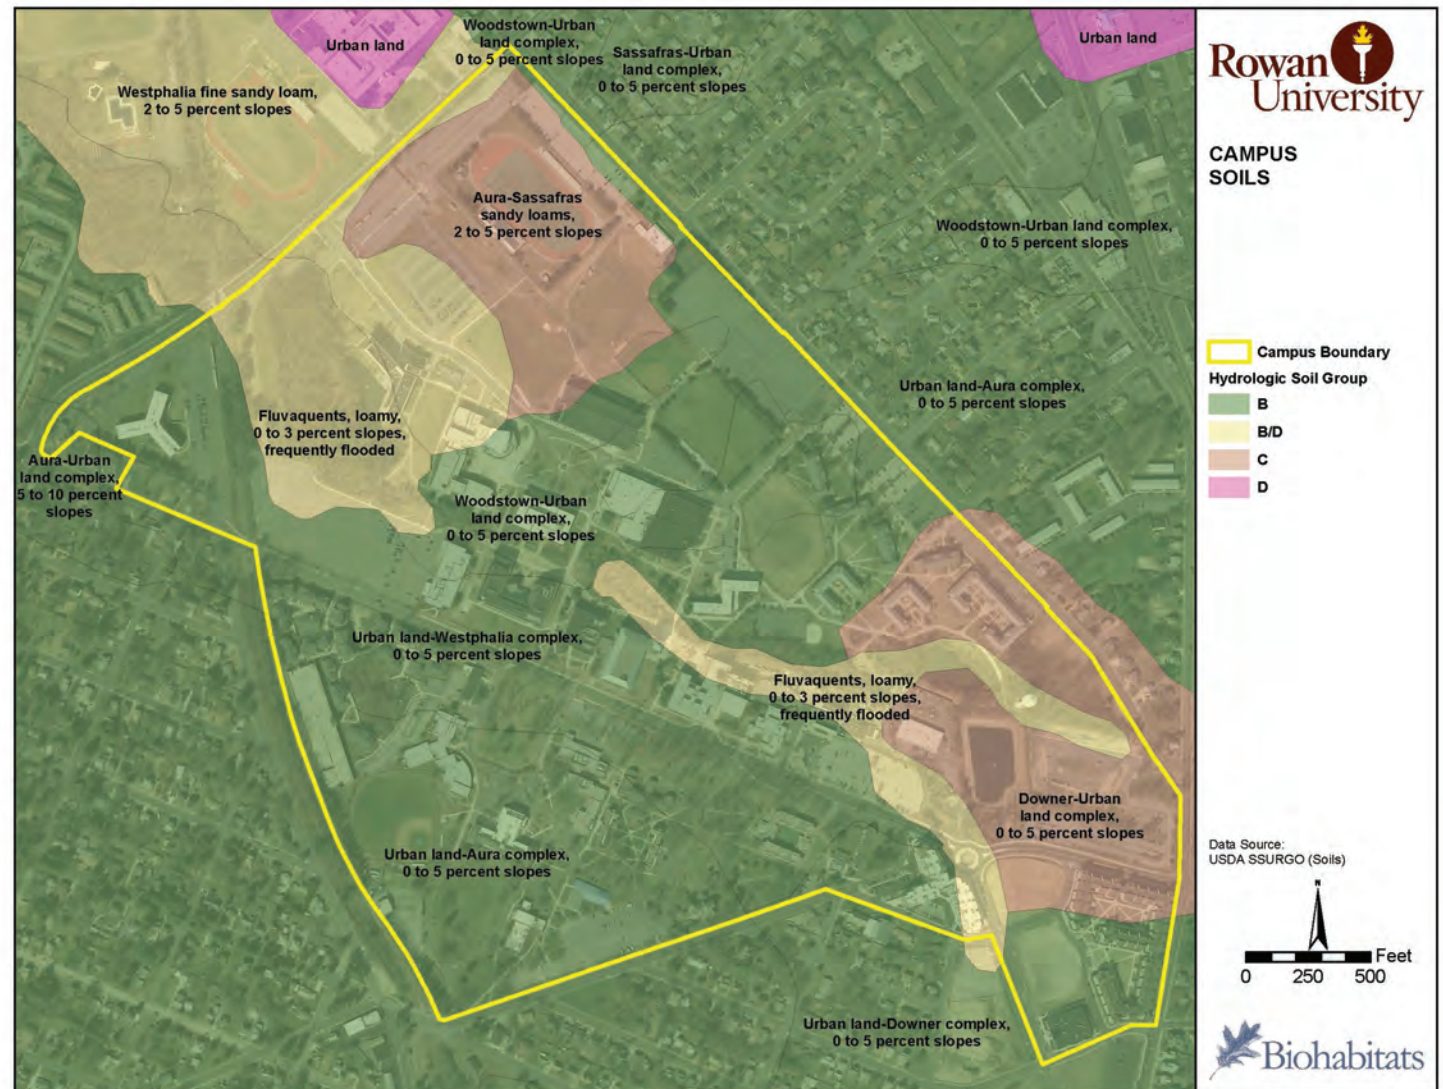 Urban land
Woodstown-Urban
land complex,
0 to 5 percent slopes
Sassafras-Urban
land complex,
0 to 5 percent slopes
Urban land
Westphalia fine sandy loam,
2 to 5 percent slopes
Aura-Sassafras
sandy loams,
2 to 5 percent slopes
Woodstown-Urban land complex,
0 to 5 percent slopes
Urban land-Aura complex,
0 to 5 percent slopes
Fluvaquents, loamy,
0 to 3 percent slopes,
frequently flooded
Aura-Urban
land complex,
5 to 10 percent
slopes
Woodstown-Urban
land complex,
0 to 5 percent slopes
Urban land-Westphalia complex,
0 to 5 percent slopes
Fluvaquents, loamy,
0 to 3 percent slopes,
frequently flooded
Downer-Urban
land complex,
0 to 5 percent slopes
Urban land-Aura complex,
0 to 5 percent slopes
Urban land-Downer complex,
0 to 5 percent slopes
Rowan
University
CAMPUS
SOILS
Campus Boundary
Hydrologic Soil Group
B
B/D
C
D
Data Source:
USDA SSURGO (Soils)
N
Feet
0 250 500
Biohabitats